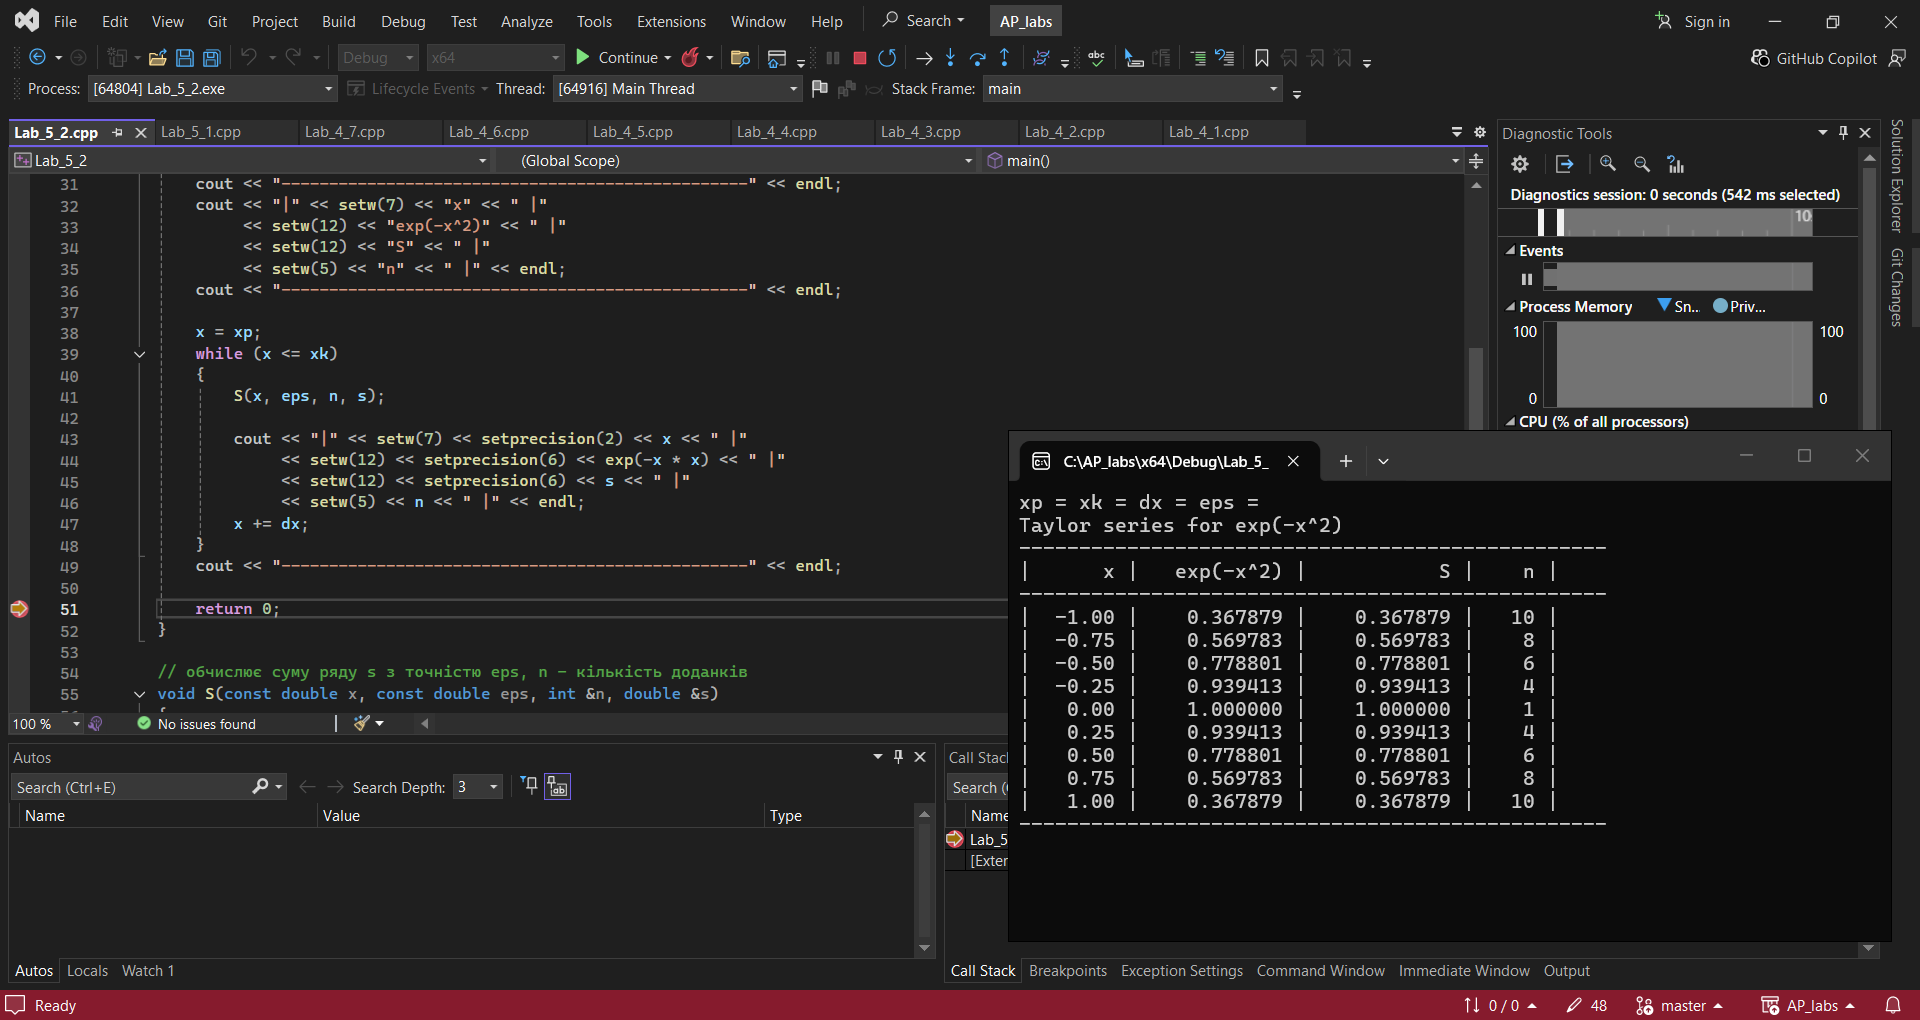 File Edit View Git Project Build Debug Test Analyze Tools Extensions Window Help Search AP_labs Sign in
Debug x64 Continue GitHub Copilot
Process: [64804] Lab_5_2.exe Lifecycle Events Thread: [64916] Main Thread Stack Frame: main
Lab_5_2.cpp Lab_5_1.cpp Lab_4_7.cpp Lab_4_6.cpp Lab_4_5.cpp Lab_4_4.cpp Lab_4_3.cpp Lab_4_2.cpp Lab_4_1.cpp
Lab_5_2 (Global Scope) main()
31 cout << "-------------------------------------------------" << endl;
32 cout << "|" << setw(7) << "x" << " |"
33 << setw(12) << "exp(-x^2)" << " |"
34 << setw(12) << "S" << " |"
35 << setw(5) << "n" << " |" << endl;
36 cout << "-------------------------------------------------" << endl;
37
38 x = xp;
39 while (x <= xk)
40 {
41 S(x, eps, n, s);
42
43 cout << "|" << setw(7) << setprecision(2) << x << " |"
44 << setw(12) << setprecision(6) << exp(-x * x) << " |"
45 << setw(12) << setprecision(6) << s << " |"
46 << setw(5) << n << " |" << endl;
47 x += dx;
48 }
49 cout << "-------------------------------------------------" << endl;
50
51 return 0;
52 }
53
54 // обчислює суму ряду s з точністю eps, n - кількість доданків
55 void S(const double x, const double eps, int &n, double &s)
100 % No issues found
Diagnostic Tools
Diagnostics session: 0 seconds (542 ms selected)
10
Events
Process Memory Sn... Priv...
100 100
0 0
CPU (% of all processors)
Solution Explorer
Git Changes
C:\AP_labs\x64\Debug\Lab_5_
xp = xk = dx = eps =
Taylor series for exp(-x^2)
-------------------------------------------------
| x | exp(-x^2) | S | n |
-------------------------------------------------
| -1.00 | 0.367879 | 0.367879 | 10 |
| -0.75 | 0.569783 | 0.569783 | 8 |
| -0.50 | 0.778801 | 0.778801 | 6 |
| -0.25 | 0.939413 | 0.939413 | 4 |
| 0.00 | 1.000000 | 1.000000 | 1 |
| 0.25 | 0.939413 | 0.939413 | 4 |
| 0.50 | 0.778801 | 0.778801 | 6 |
| 0.75 | 0.569783 | 0.569783 | 8 |
| 1.00 | 0.367879 | 0.367879 | 10 |
-------------------------------------------------
Autos
Search (Ctrl+E) Search Depth: 3
Name Value Type
Autos Locals Watch 1
Call Stack
Search (
Name
Lab_5
[Exter
Call Stack Breakpoints Exception Settings Command Window Immediate Window Output
Ready 0 / 0 48 master AP_labs